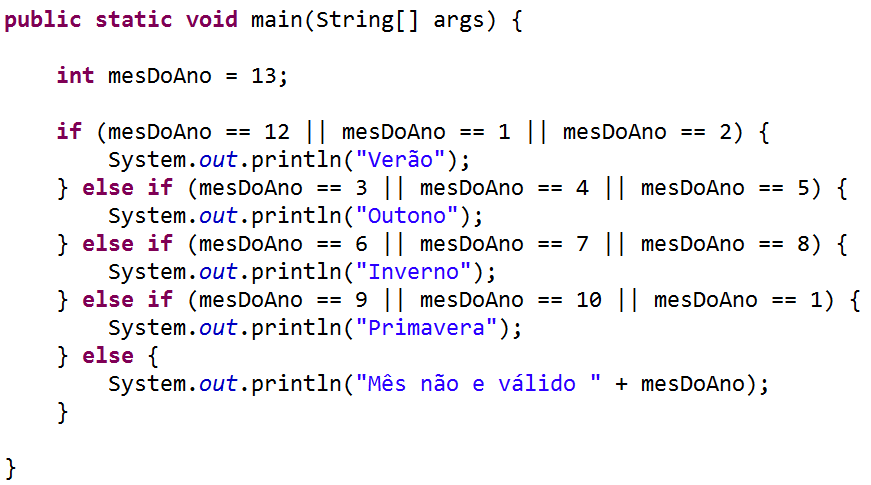 public static void main(String[] args) {
int mesDoAno = 13;
if (mesDoAno == 12 || mesDoAno == 1 || mesDoAno == 2) {
System.out.println("Verão");
} else if (mesDoAno == 3 || mesDoAno == 4 || mesDoAno == 5) {
System.out.println("Outono");
} else if (mesDoAno == 6 || mesDoAno == 7 || mesDoAno == 8) {
System.out.println("Inverno");
} else if (mesDoAno == 9 || mesDoAno == 10 || mesDoAno == 1) {
System.out.println("Primavera");
} else {
System.out.println("Mês não e válido " + mesDoAno);
}
}